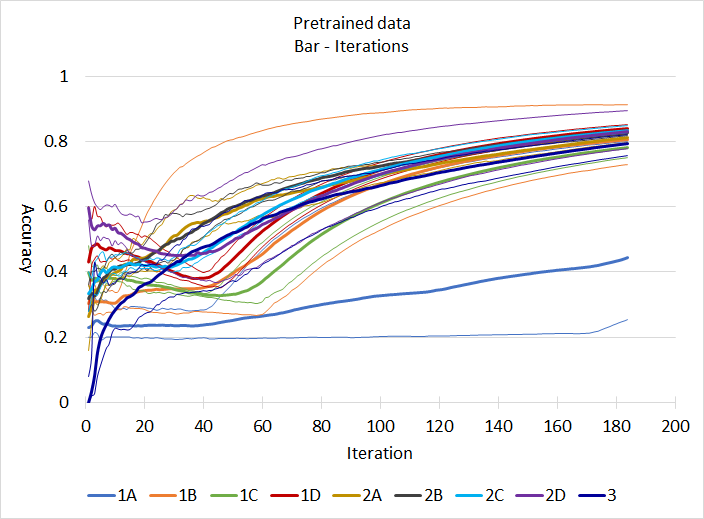 Pretrained data
Bar - Iterations
1
0.8
0.6
0.4
0.2
0
Accuracy
0 20 40 60 80 100 120 140 160 180 200
Iteration
1A 1B 1C 1D 2A 2B 2C 2D 3